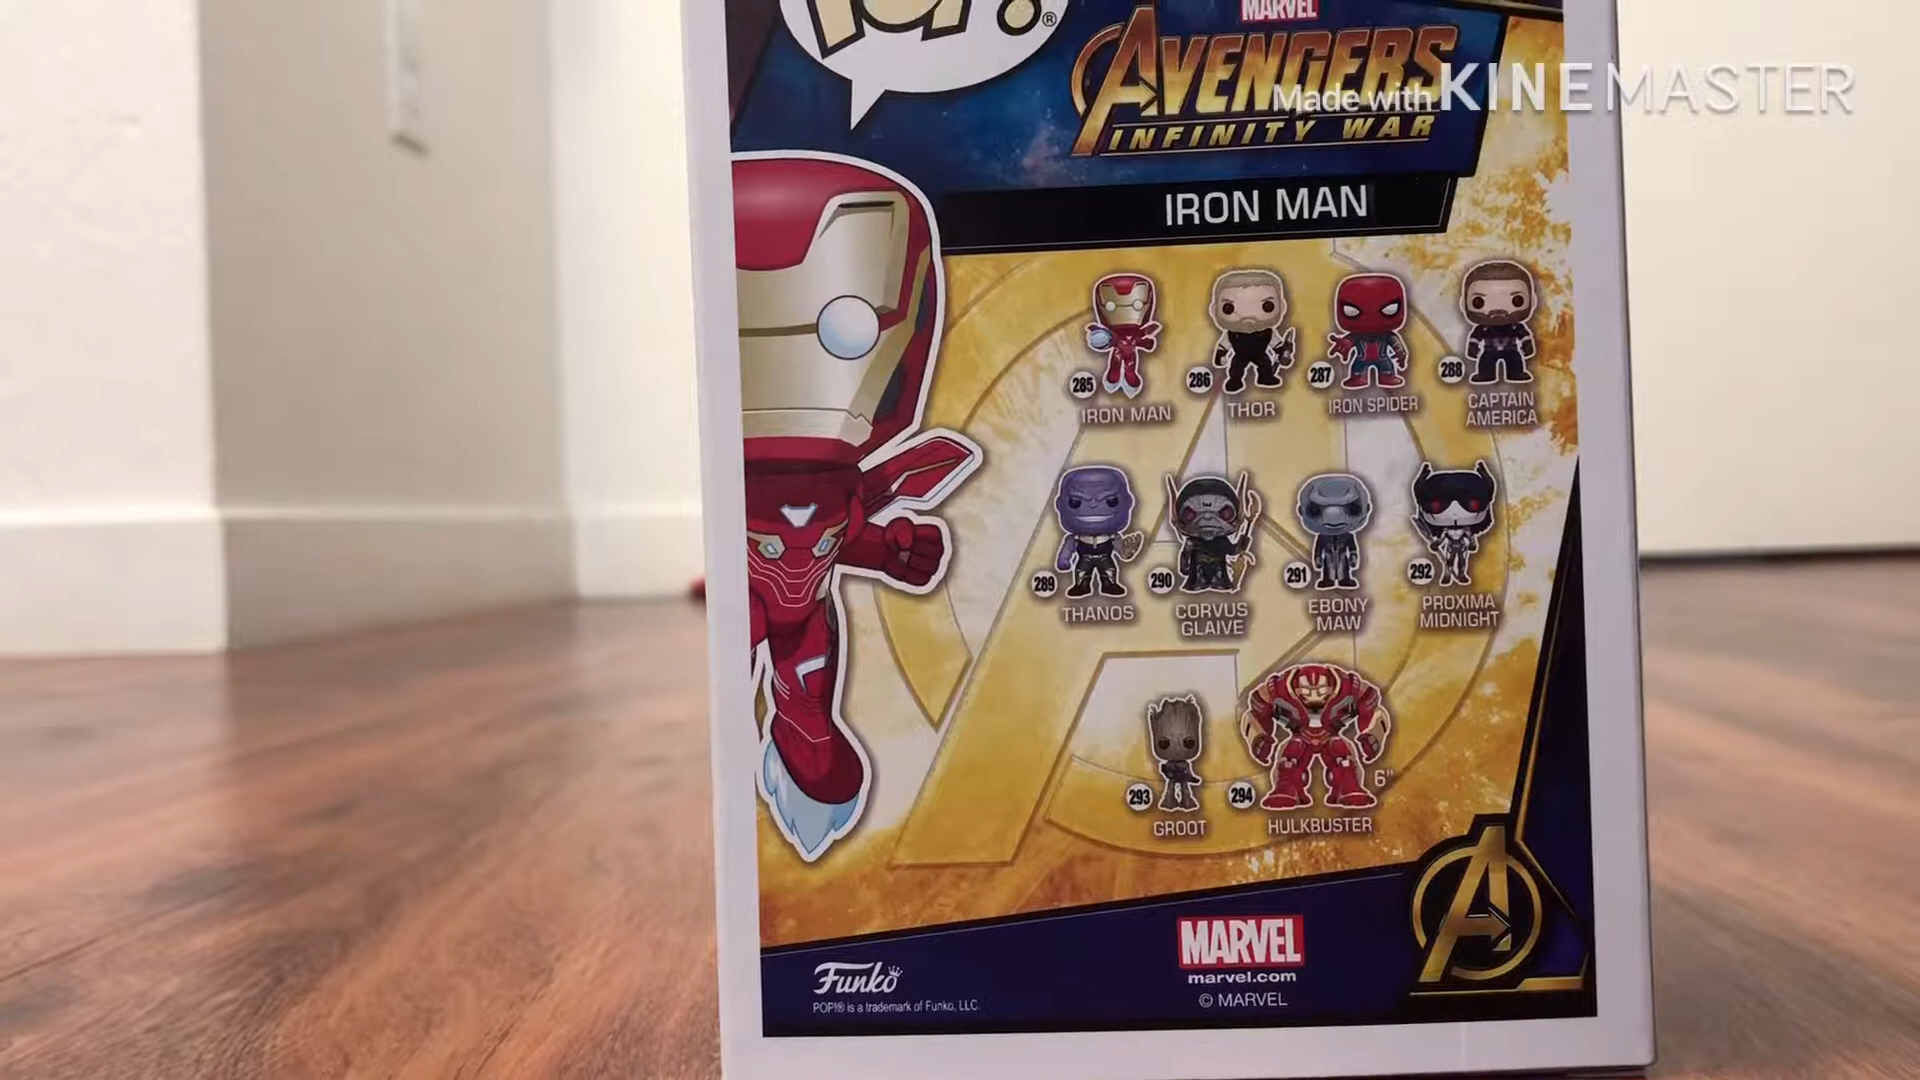 POP!®
MARVEL
AVENGERS
INFINITY WAR
Made with KINEMASTER
IRON MAN
285
IRON MAN
286
THOR
287
IRON SPIDER
288
CAPTAIN
AMERICA
289
THANOS
290
CORVUS
GLAIVE
291
EBONY
MAW
292
PROXIMA
MIDNIGHT
293
GROOT
294
6"
HULKBUSTER
Funko
POP!® is a trademark of Funko, LLC.
MARVEL
marvel.com
© MARVEL